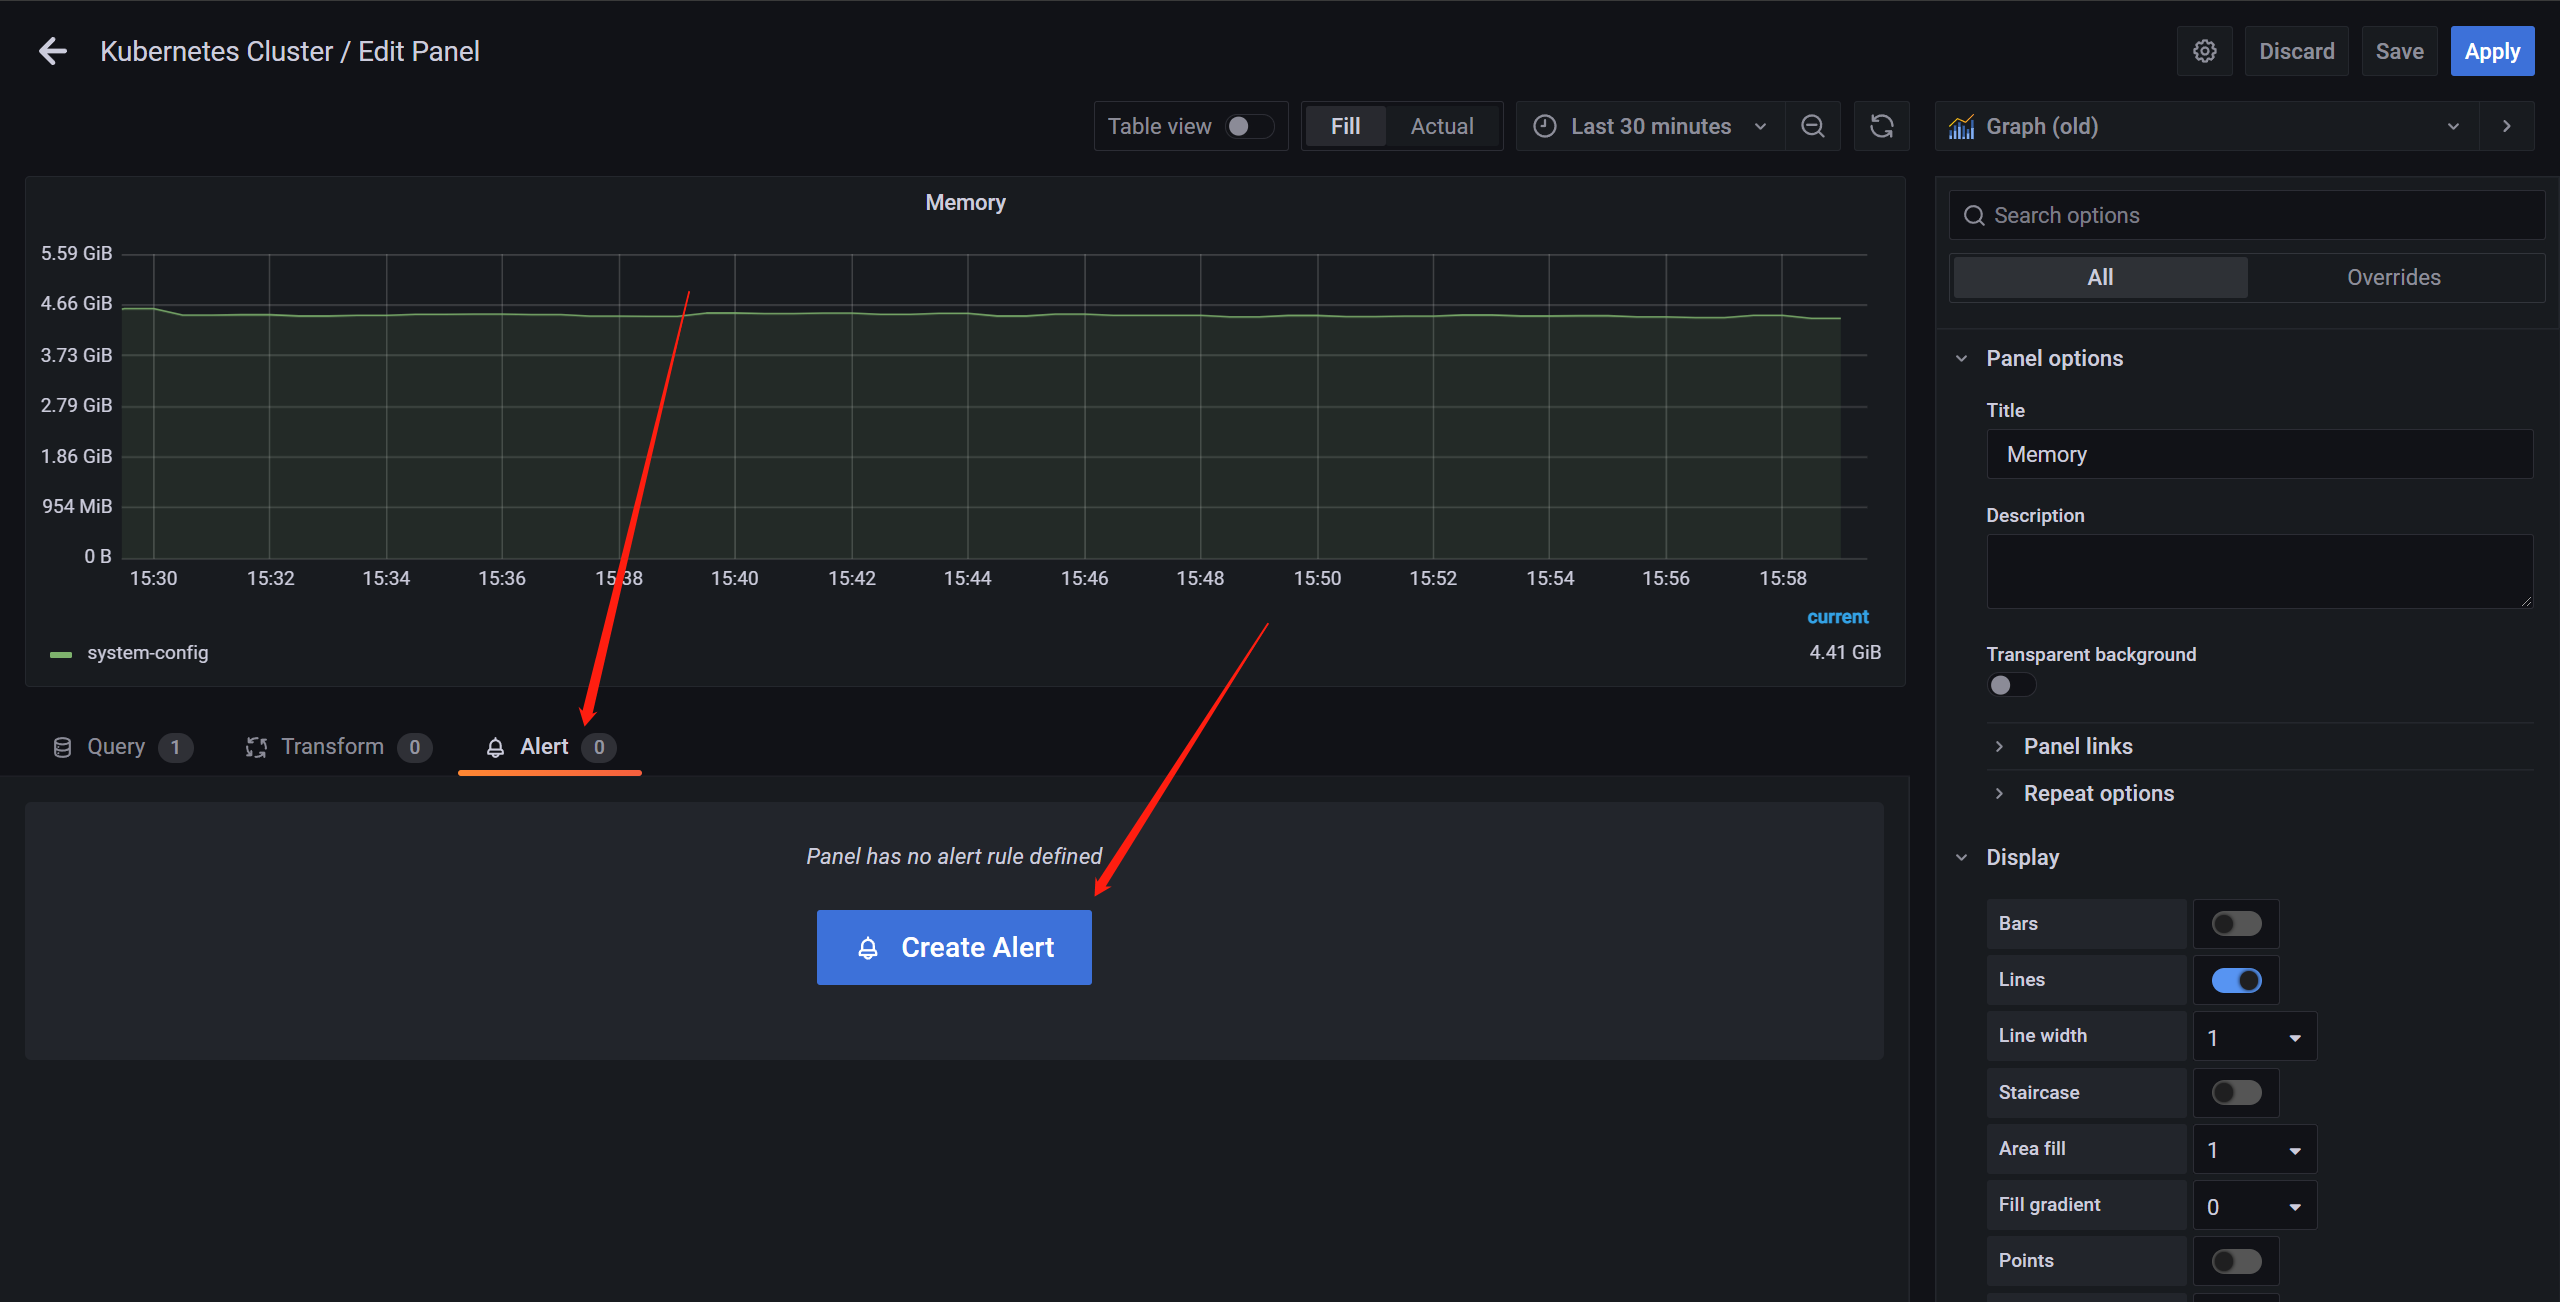 Kubernetes Cluster / Edit Panel
Discard
Save
Apply
Table view
Fill
Actual
Last 30 minutes
Graph (old)
Memory
5.59 GiB
4.66 GiB
3.73 GiB
2.79 GiB
1.86 GiB
954 MiB
0 B
15:30 15:32 15:34 15:36 15:38 15:40 15:42 15:44 15:46 15:48 15:50 15:52 15:54 15:56 15:58
current
system-config 4.41 GiB
Query 1
Transform 0
Alert 0
Panel has no alert rule defined
Create Alert
Search options
All
Overrides
Panel options
Title
Memory
Description
Transparent background
Panel links
Repeat options
Display
Bars
Lines
Line width 1
Staircase
Area fill 1
Fill gradient 0
Points